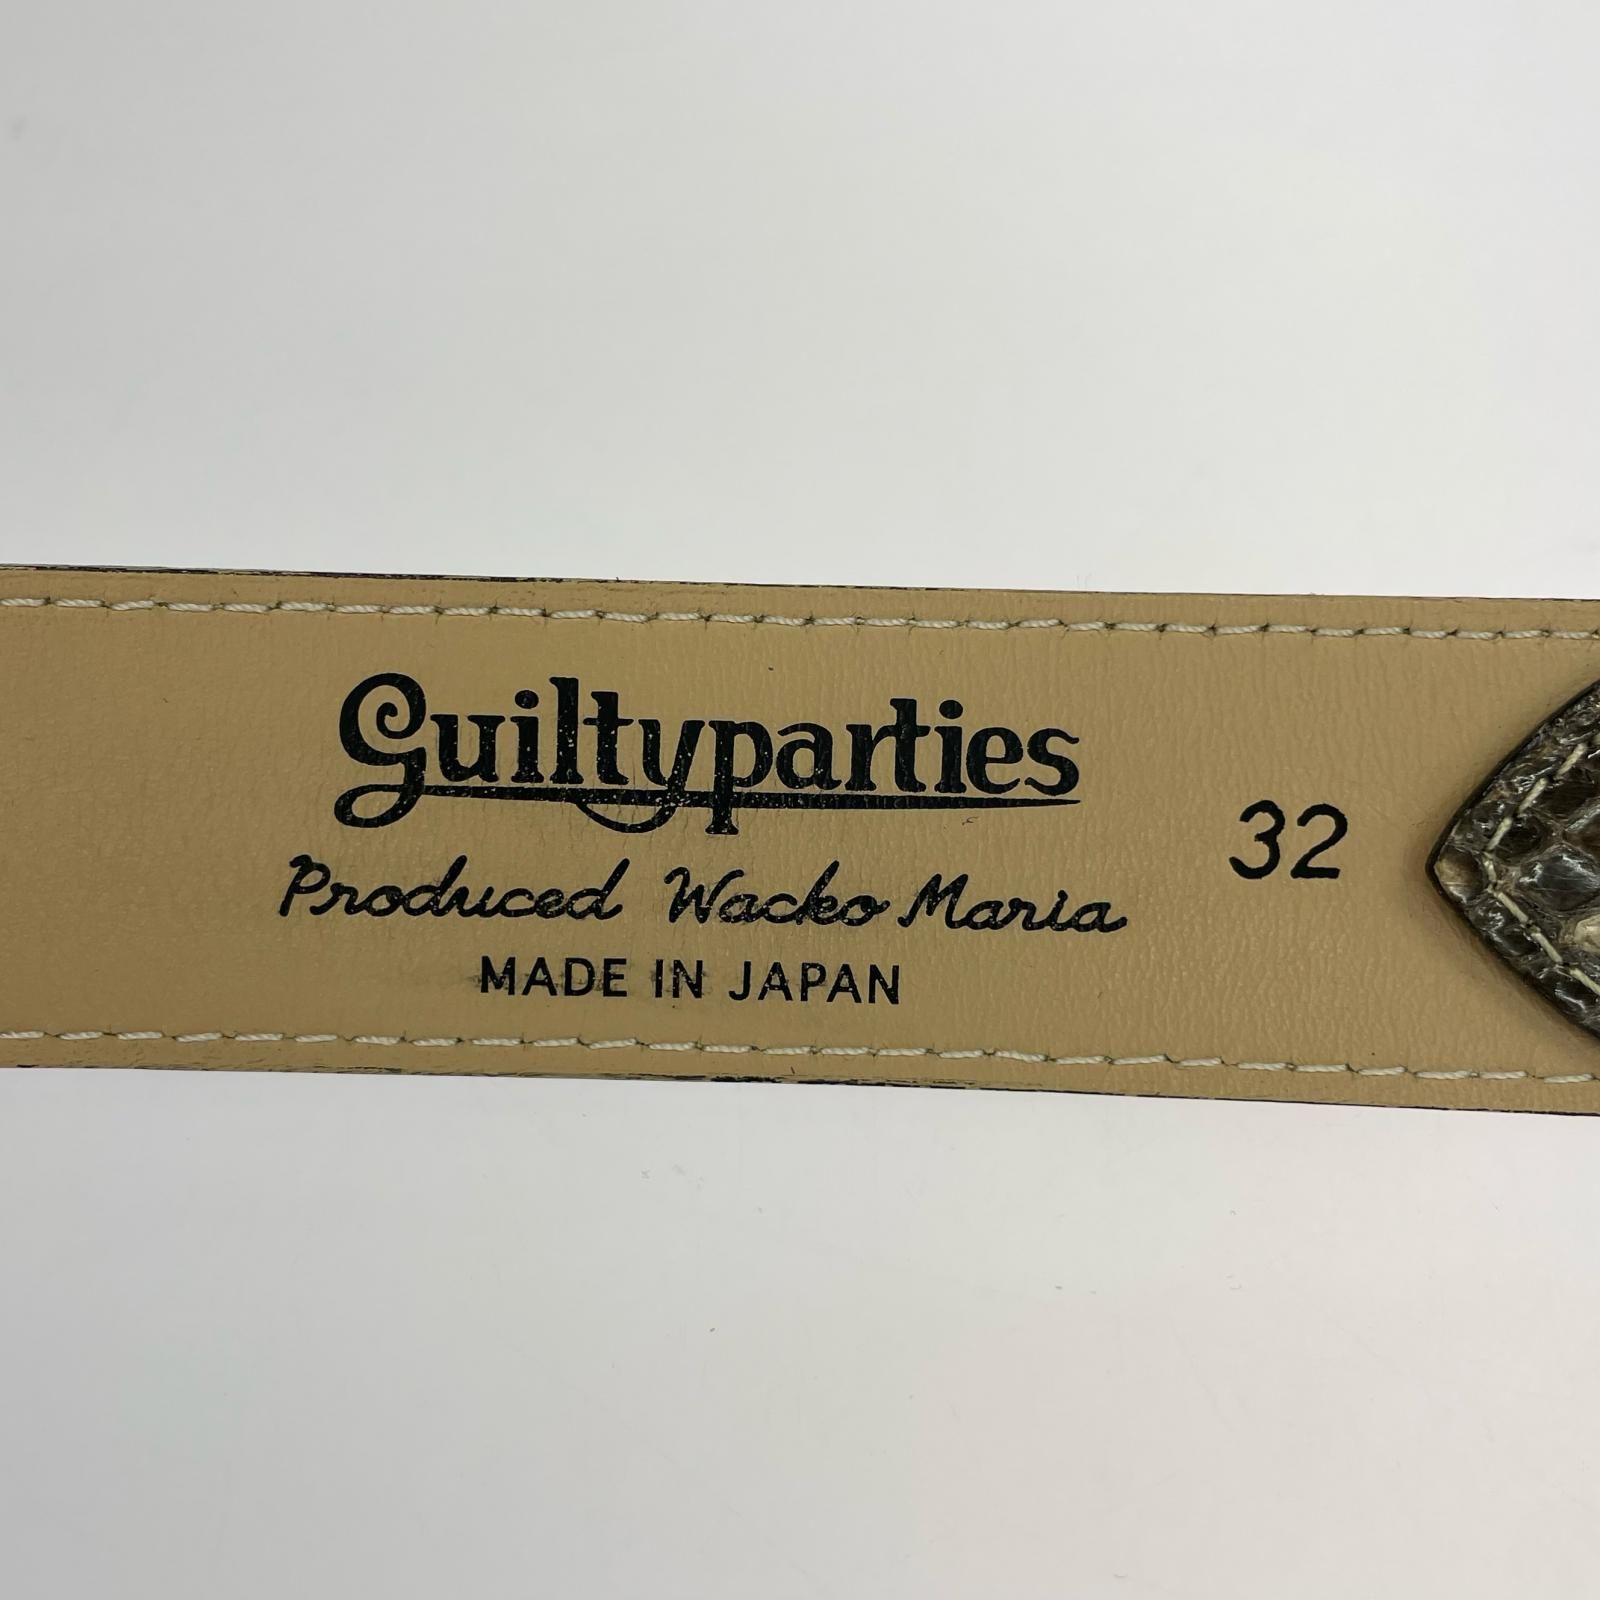 Guiltyparties
Produced Wacko Maria
MADE IN JAPAN
32